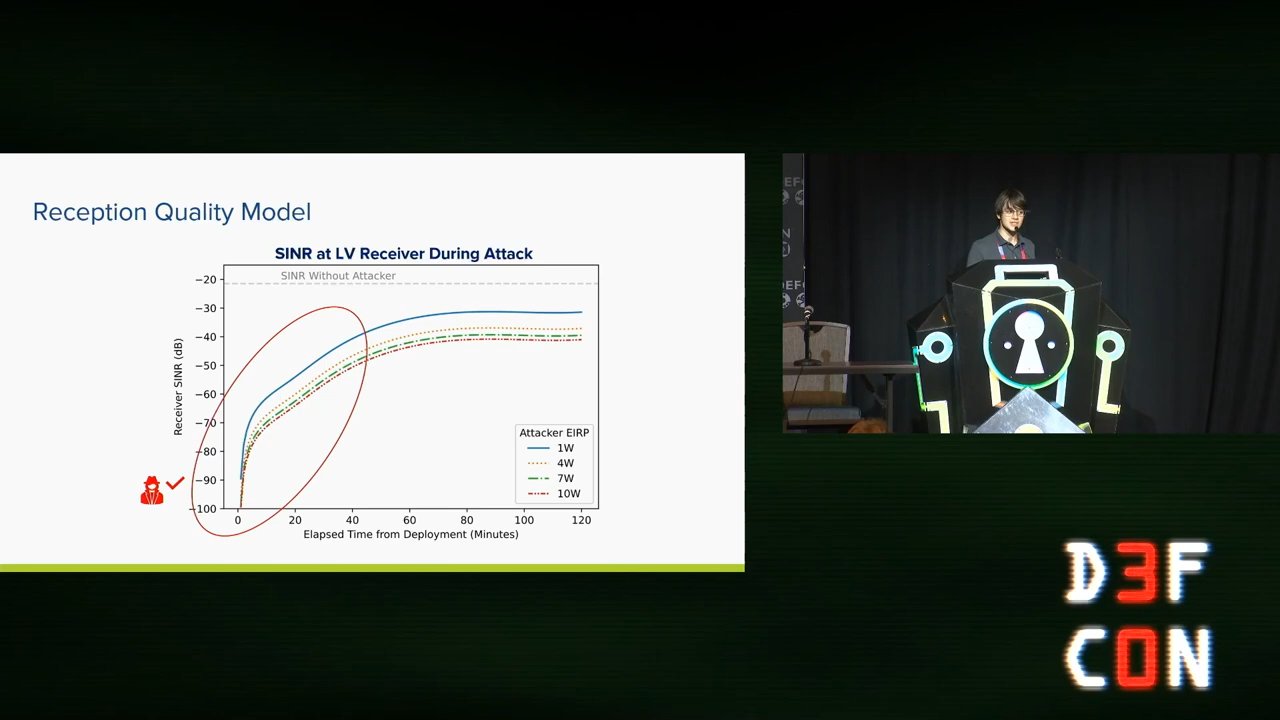 Reception Quality Model
SINR at LV Receiver During Attack
SINR Without Attacker
Receiver SINR (dB)
−20
−30
−40
−50
−60
−70
−80
−90
−100
0
20
40
60
80
100
120
Elapsed Time from Deployment (Minutes)
Attacker EIRP
1W
4W
7W
10W
D3F
C0N